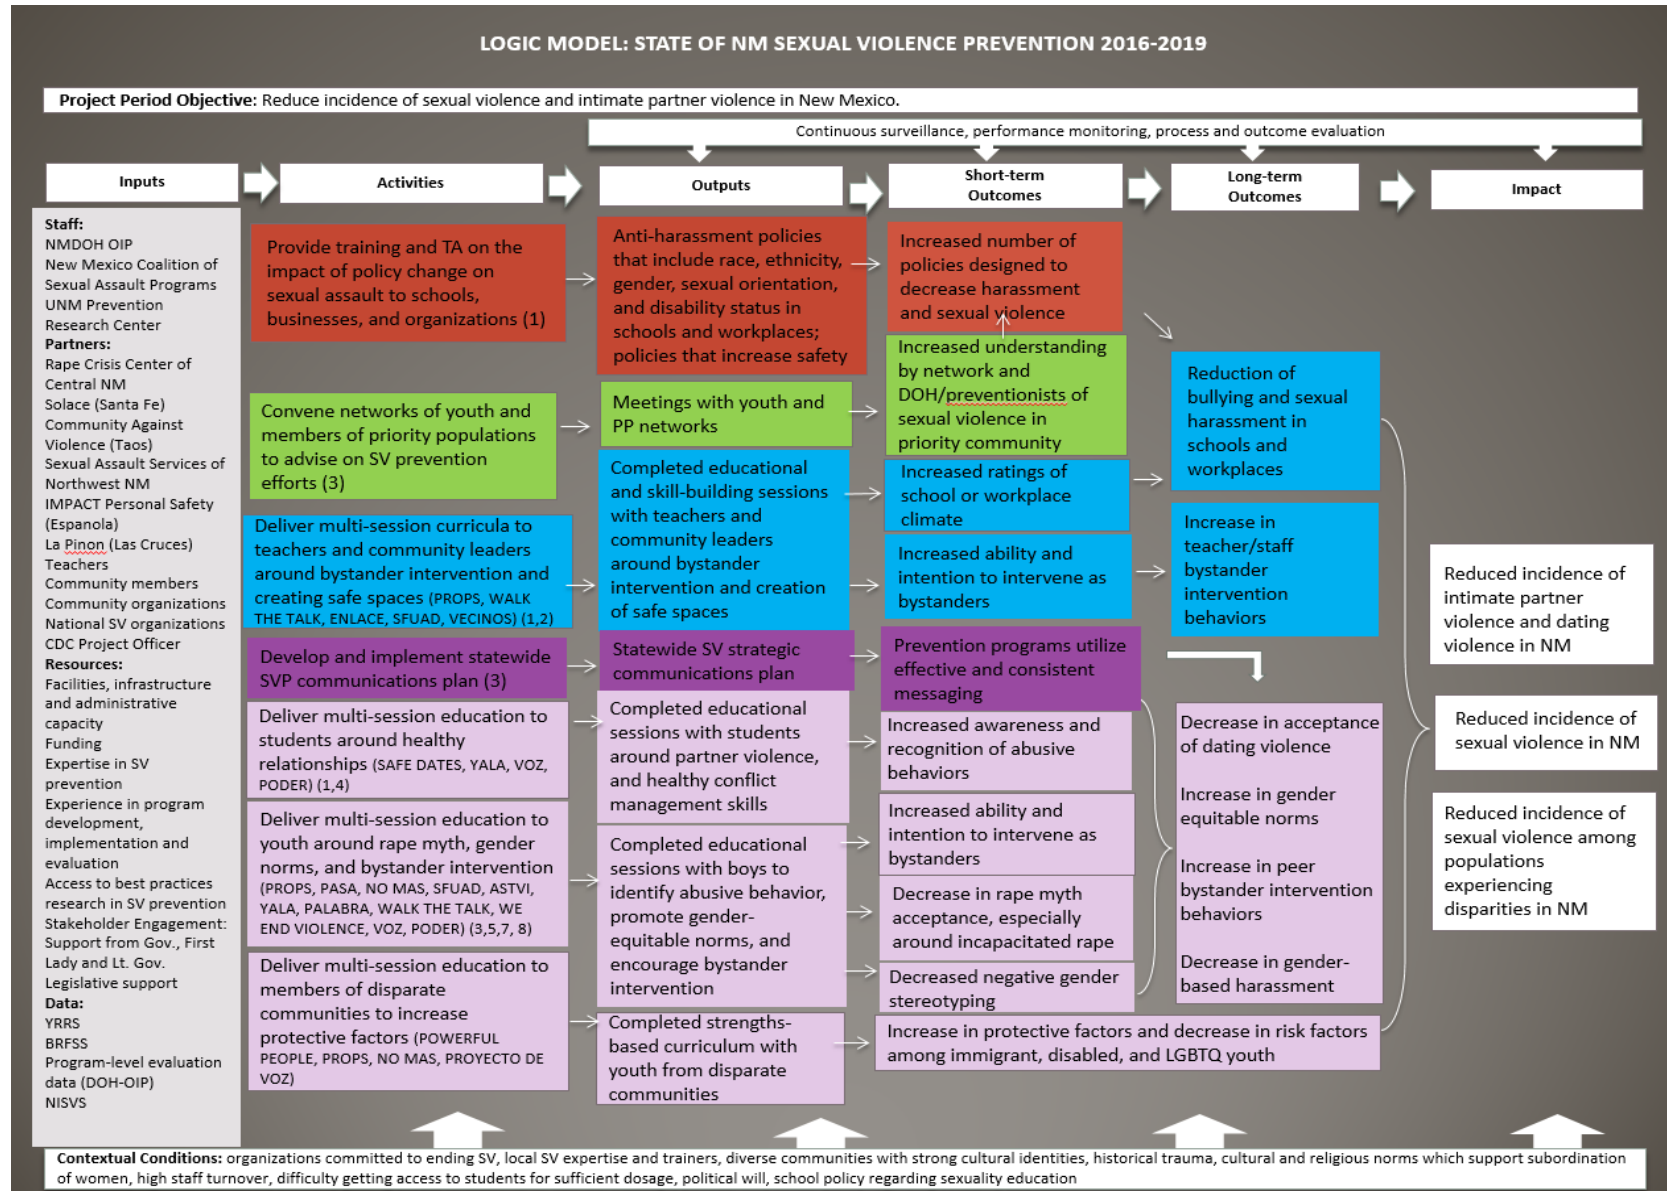 LOGIC MODEL: STATE OF NM SEXUAL VIOLENCE PREVENTION 2016-2019
Project Period Objective: Reduce incidence of sexual violence and intimate partner violence in New Mexico.
Continuous surveillance, performance monitoring, process and outcome evaluation
Inputs
Activities
Outputs
Short-term
Outcomes
Long-term
Outcomes
Impact
Staff:
NMDOH OIP
New Mexico Coalition of
Sexual Assault Programs
UNM Prevention
Research Center
Partners:
Rape Crisis Center of
Central NM
Solace (Santa Fe)
Community Against
Violence (Taos)
Sexual Assault Services of
Northwest NM
IMPACT Personal Safety
(Espanola)
La Pinon (Las Cruces)
Teachers
Community members
Community organizations
National SV organizations
CDC Project Officer
Resources:
Facilities, infrastructure
and administrative
capacity
Funding
Expertise in SV
prevention
Experience in program
development,
implementation and
evaluation
Access to best practices
research in SV prevention
Stakeholder Engagement:
Support from Gov., First
Lady and Lt. Gov.
Legislative support
Data:
YRRS
BRFSS
Program-level evaluation
data (DOH-OIP)
NISVS
Provide training and TA on the
impact of policy change on
sexual assault to schools,
businesses, and organizations (1)
Convene networks of youth and
members of priority populations
to advise on SV prevention
efforts (3)
Deliver multi-session curricula to
teachers and community leaders
around bystander intervention and
creating safe spaces (PROPS, WALK
THE TALK, ENLACE, SFUAD, VECINOS) (1,2)
Develop and implement statewide
SVP communications plan (3)
Deliver multi-session education to
students around healthy
relationships (SAFE DATES, YALA, VOZ,
PODER) (1,4)
Deliver multi-session education to
youth around rape myth, gender
norms, and bystander intervention
(PROPS, PASA, NO MAS, SFUAD, ASTVI,
YALA, PALABRA, WALK THE TALK, WE
END VIOLENCE, VOZ, PODER) (3,5,7, 8)
Deliver multi-session education to
members of disparate
communities to increase
protective factors (POWERFUL
PEOPLE, PROPS, NO MAS, PROYECTO DE
VOZ)
Anti-harassment policies
that include race, ethnicity,
gender, sexual orientation,
and disability status in
schools and workplaces;
policies that increase safety
Meetings with youth and
PP networks
Completed educational
and skill-building sessions
with teachers and
community leaders
around bystander
intervention and creation
of safe spaces
Statewide SV strategic
communications plan
Completed educational
sessions with students
around partner violence,
and healthy conflict
management skills
Completed educational
sessions with boys to
identify abusive behavior,
promote gender-
equitable norms, and
encourage bystander
intervention
Completed strengths-
based curriculum with
youth from disparate
communities
Increased number of
policies designed to
decrease harassment
and sexual violence
Increased understanding
by network and
DOH/preventionists of
sexual violence in
priority community
Increased ratings of
school or workplace
climate
Increased ability and
intention to intervene as
bystanders
Prevention programs utilize
effective and consistent
messaging
Increased awareness and
recognition of abusive
behaviors
Increased ability and
intention to intervene as
bystanders
Decrease in rape myth
acceptance, especially
around incapacitated rape
Decreased negative gender
stereotyping
Increase in protective factors and decrease in risk factors
among immigrant, disabled, and LGBTQ youth
Reduction of
bullying and sexual
harassment in
schools and
workplaces
Increase in
teacher/staff
bystander
intervention
behaviors
Decrease in acceptance
of dating violence
Increase in gender
equitable norms
Increase in peer
bystander intervention
behaviors
Decrease in gender-
based harassment
Reduced incidence of
intimate partner
violence and dating
violence in NM
Reduced incidence of
sexual violence in NM
Reduced incidence of
sexual violence among
populations
experiencing
disparities in NM
Contextual Conditions: organizations committed to ending SV, local SV expertise and trainers, diverse communities with strong cultural identities, historical trauma, cultural and religious norms which support subordination
of women, high staff turnover, difficulty getting access to students for sufficient dosage, political will, school policy regarding sexuality education